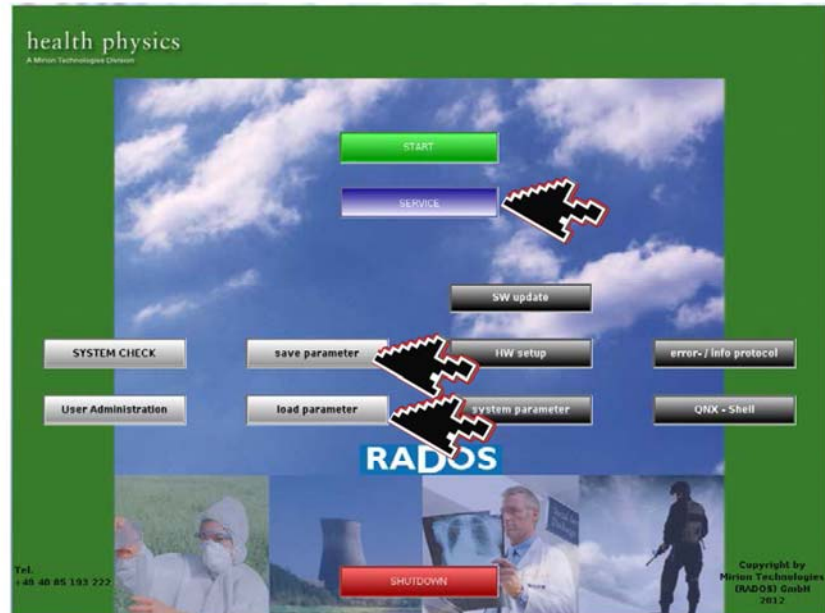 health physics
A Mirion Technologies Division
START
SERVICE
SW update
SYSTEM CHECK
save parameter
HW setup
error- / info protocol
User Administration
load parameter
system parameter
QNX - Shell
RADOS
Tel.
+49 40 85 193 222
SHUTDOWN
Copyright by
Mirion Technologies
(RADOS) GmbH
2012